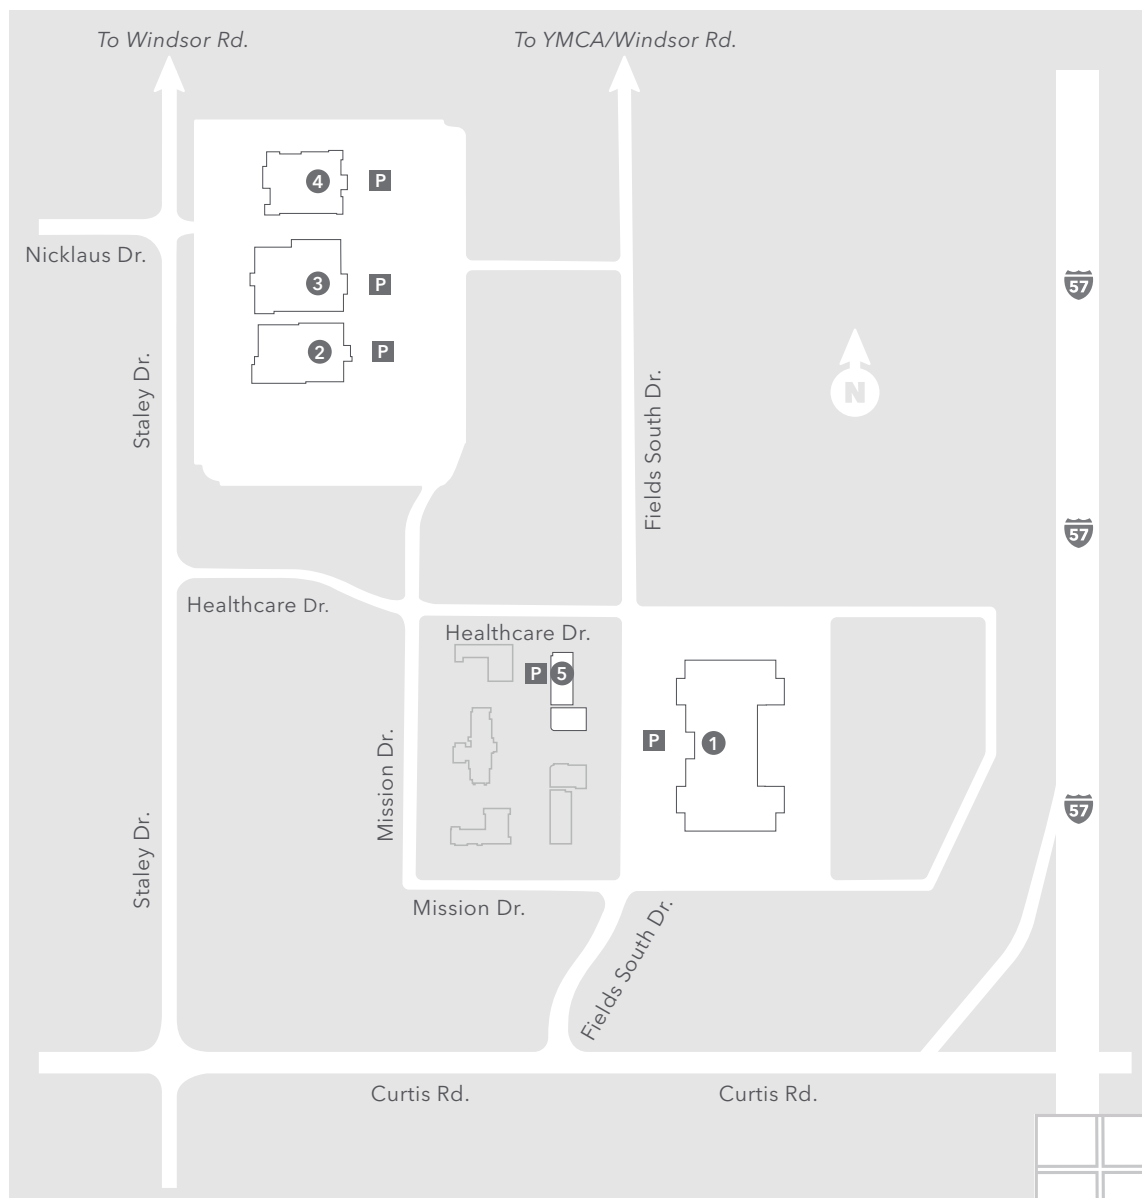 To Windsor Rd.
To YMCA/Windsor Rd.
4
P
Nicklaus Dr.
3
P
57
2
P
Staley Dr.
N
Fields South Dr.
57
Healthcare Dr.
Healthcare Dr.
P
5
P
1
Mission Dr.
57
Staley Dr.
Mission Dr.
Fields South Dr.
Curtis Rd.
Curtis Rd.